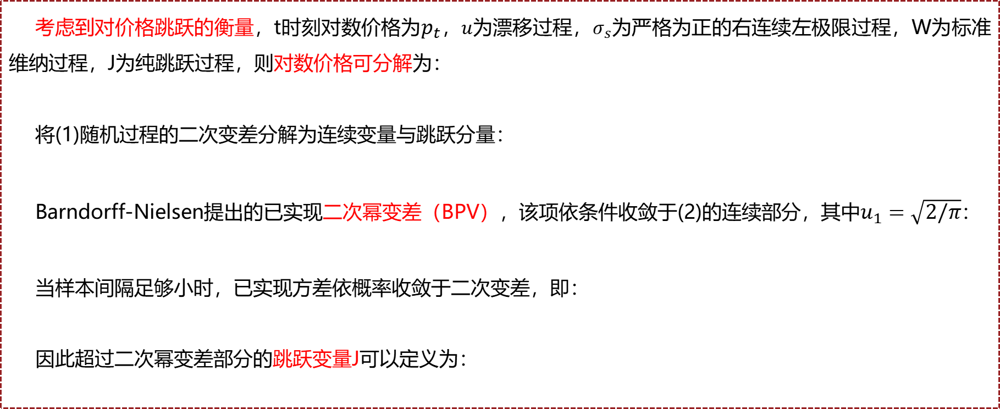 考虑到对价格跳跃的衡量，t时刻对数价格为𝑝ₜ，𝑢为漂移过程，𝜎ₛ为严格为正的右连续左极限过程，W为标准
维纳过程，J为纯跳跃过程，则对数价格可分解为：
将(1)随机过程的二次变差分解为连续变量与跳跃分量：
Barndorff-Nielsen提出的已实现二次幂变差（BPV），该项依条件收敛于(2)的连续部分，其中𝑢₁ = √2/𝜋：
当样本间隔足够小时，已实现方差依概率收敛于二次变差，即：
因此超过二次幂变差部分的跳跃变量J可以定义为：